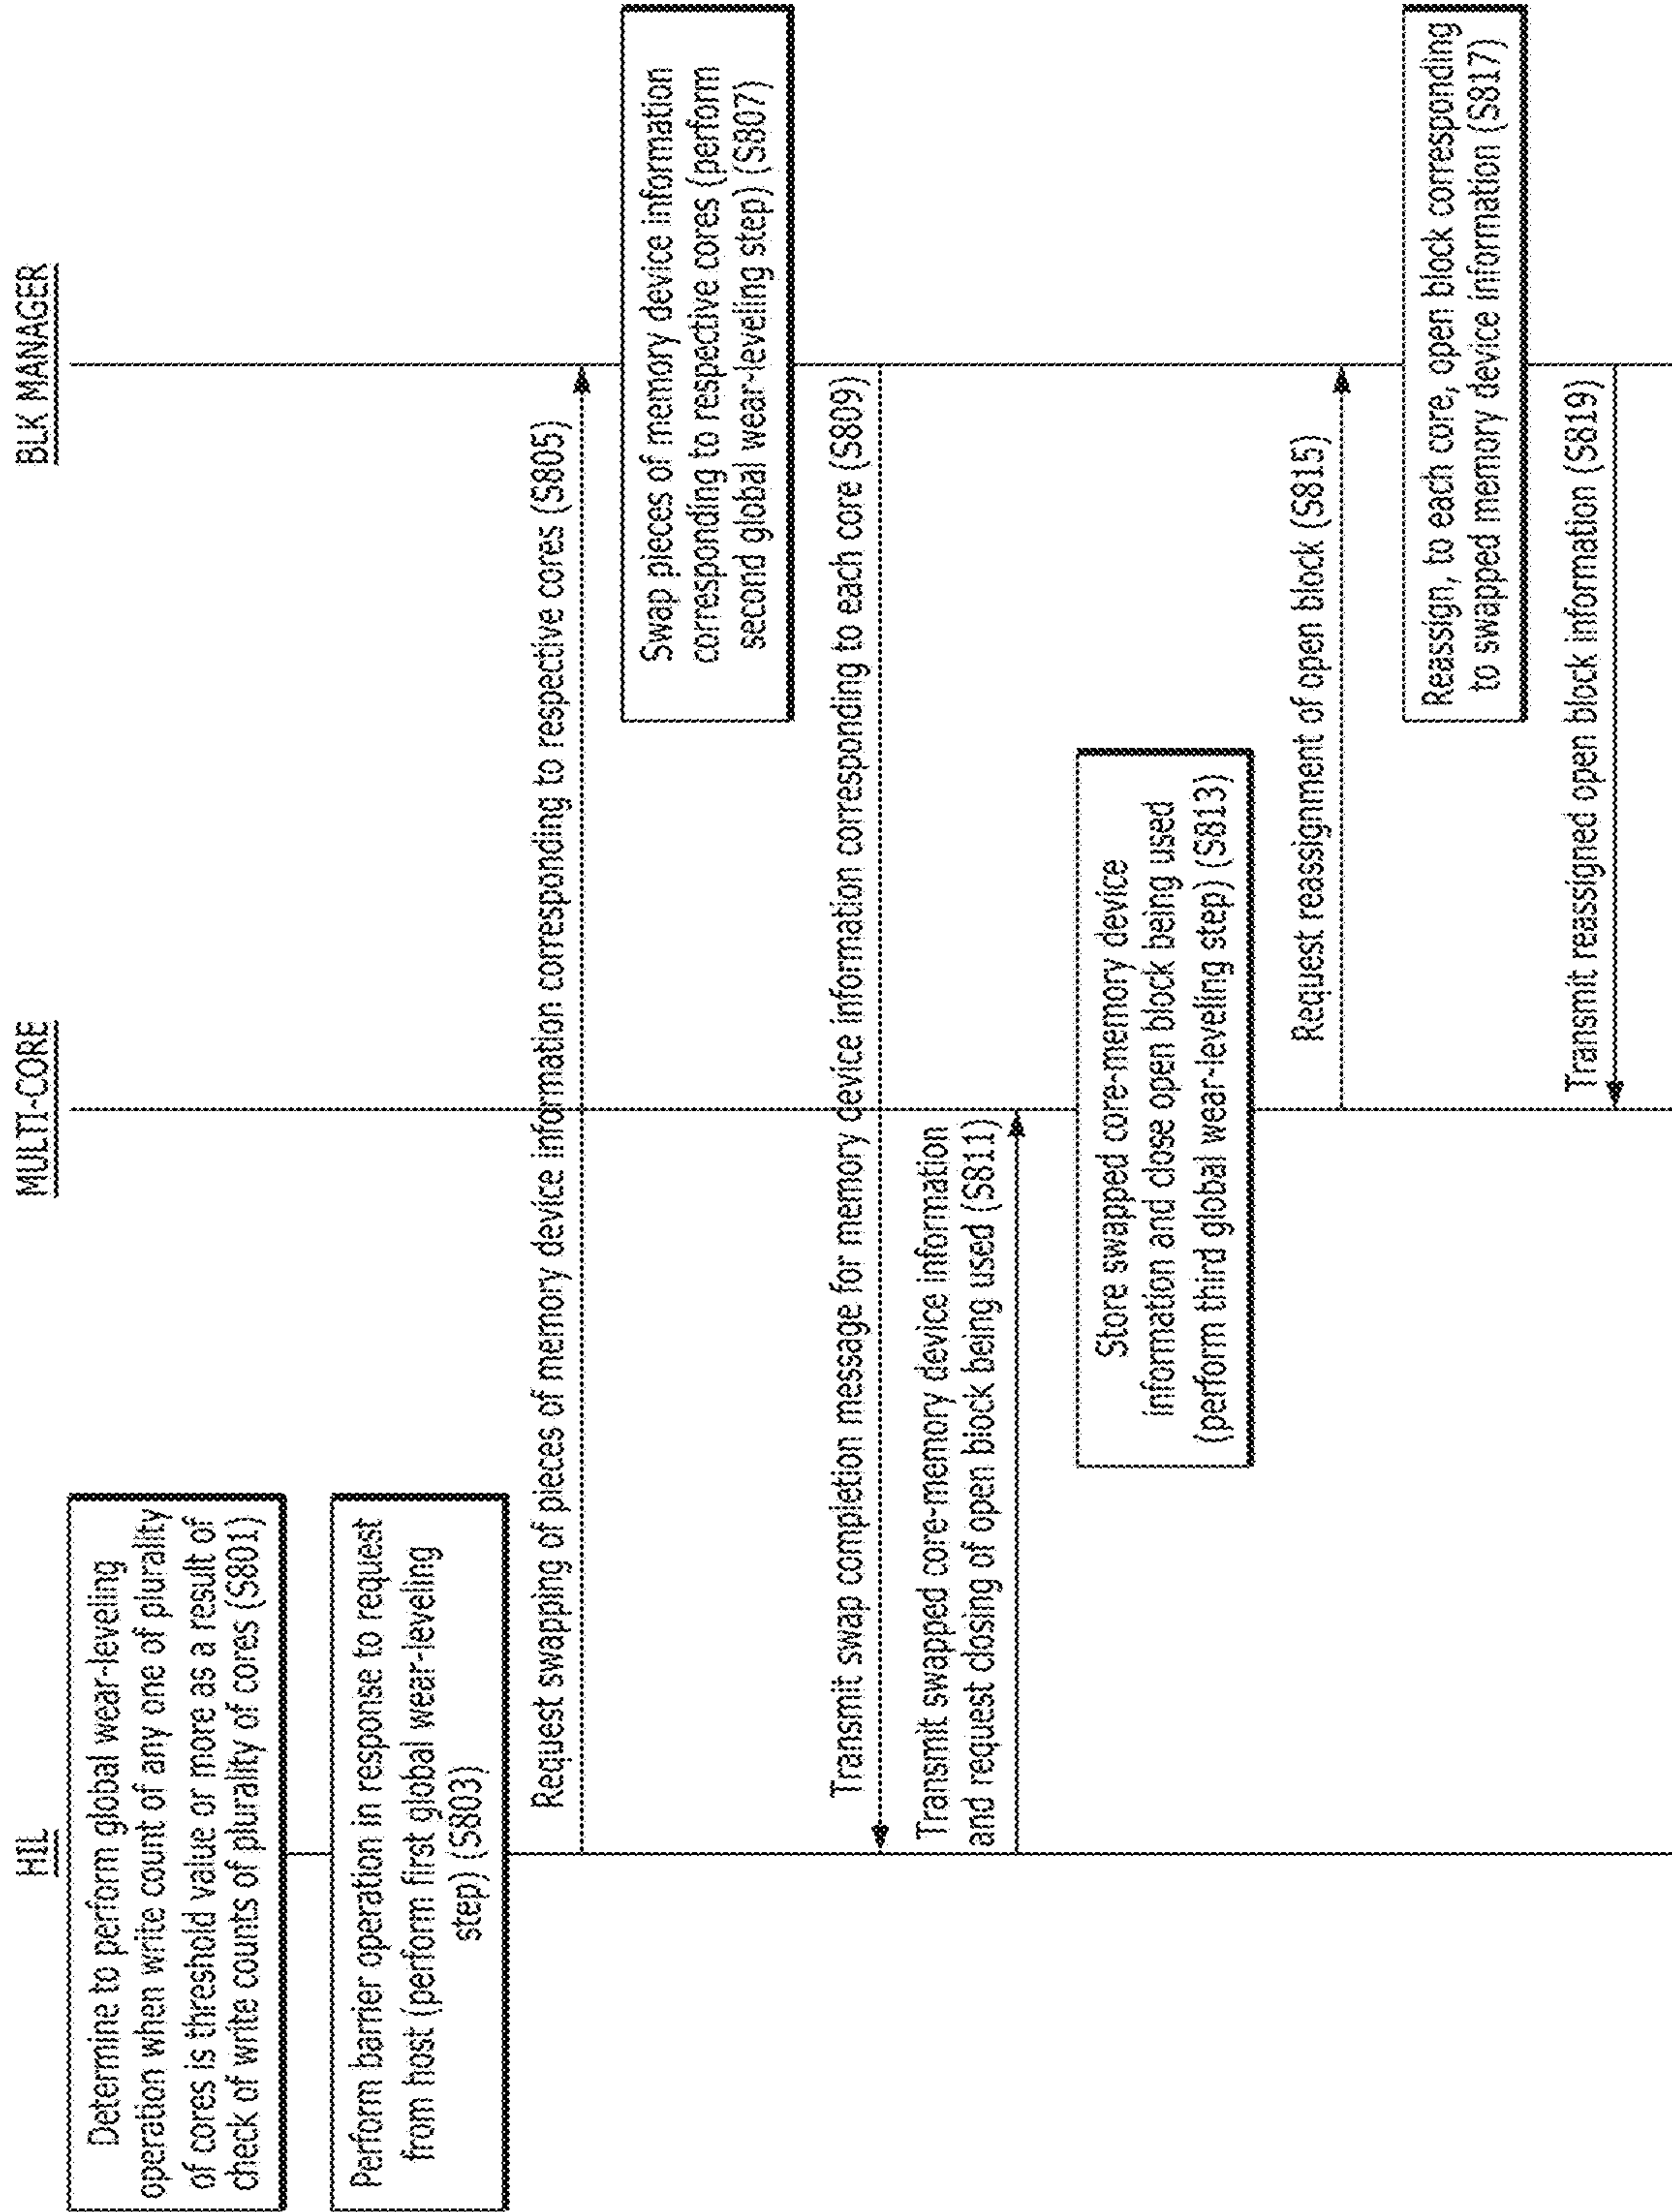 HIL
MULTI-CORE
BLK MANAGER
Determine to perform global wear-leveling
operation when write count of any one of plurality
of cores is threshold value or more as a result of
check of write counts of plurality of cores (S801)
Perform barrier operation in response to request
from host (perform first global wear-leveling
step) (S803)
Request swapping of pieces of memory device information corresponding to respective cores (S805)
Swap pieces of memory device information
corresponding to respective cores (perform
second global wear-leveling step) (S807)
Transmit swap completion message for memory device information corresponding to each core (S809)
Transmit swapped core-memory device information
and request closing of open block being used (S811)
Store swapped core-memory device
information and close open block being used
(perform third global wear-leveling step) (S813)
Request reassignment of open block (S815)
Reassign, to each core, open block corresponding
to swapped memory device information (S817)
Transmit reassigned open block information (S819)